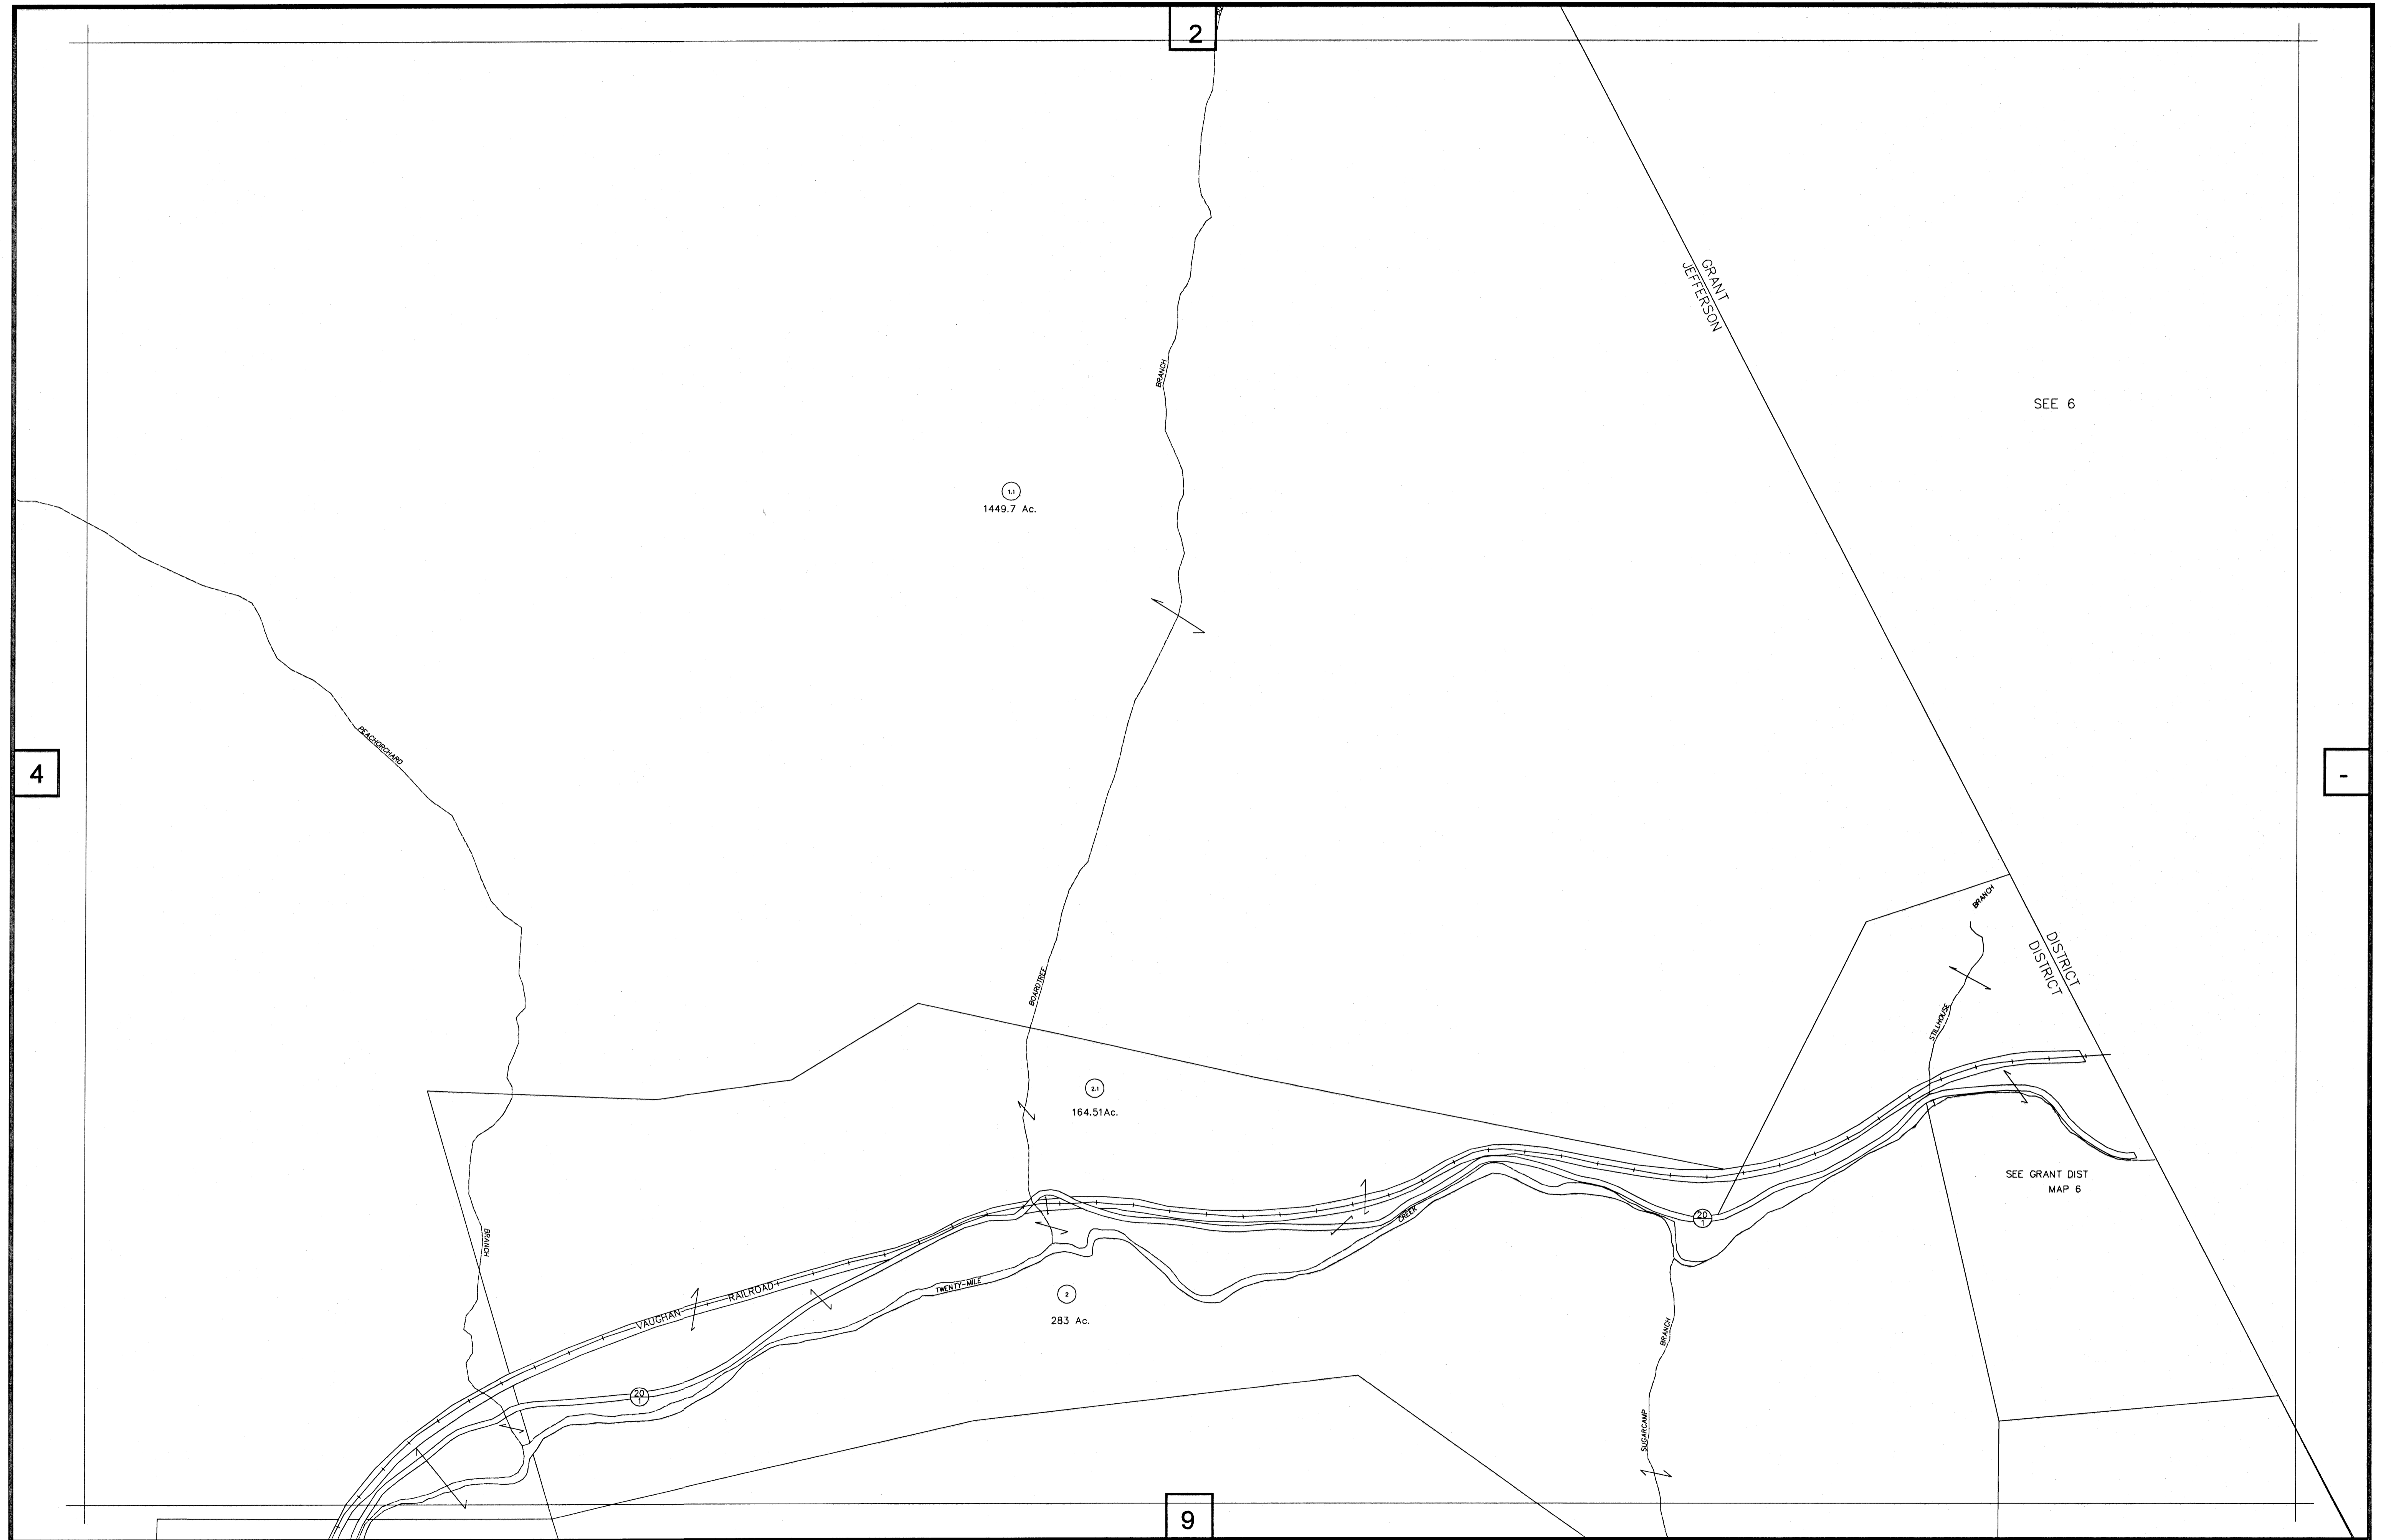 2
GRANT
JEFFERSON
BRANCH
SEE 6
1.1
1449.7 Ac.
PEACHORCHARD
4
-
BRANCH
DISTRICT
DISTRICT
BOARDTREE
STILLHOUSE
2.1
164.51Ac.
SEE GRANT DIST
MAP 6
20
1
CREEK
BRANCH
TWENTY-MILE
2
283 Ac.
VAUGHAN RAILROAD
BRANCH
20
1
SUGARCAMP
9